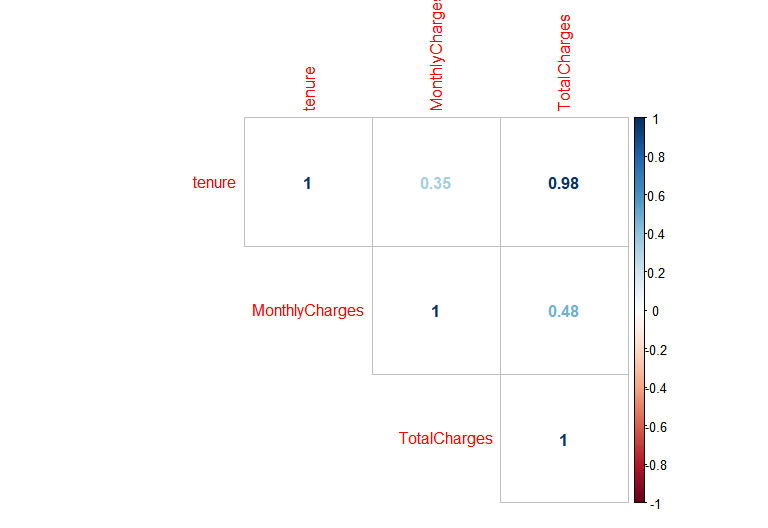 tenure
MonthlyCharges
TotalCharges
tenure 1 0.35 0.98
MonthlyCharges 1 0.48
TotalCharges 1
1
0.8
0.6
0.4
0.2
0
-0.2
-0.4
-0.6
-0.8
-1